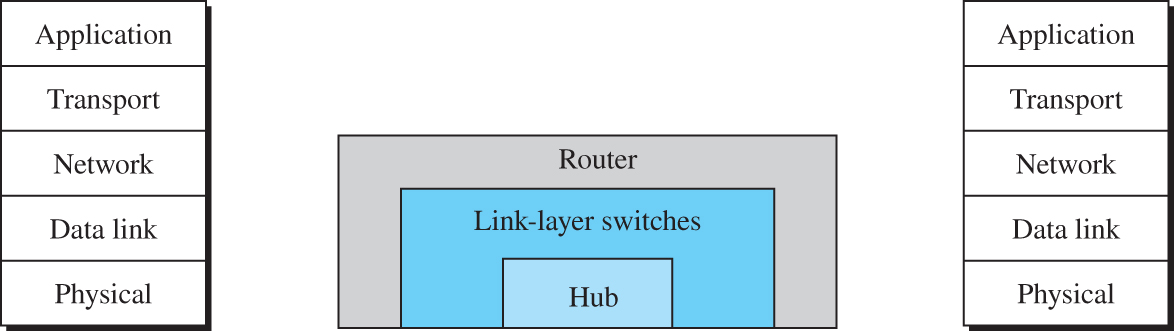 Application
Transport
Network
Data link
Physical
Router
Link-layer switches
Hub
Application
Transport
Network
Data link
Physical